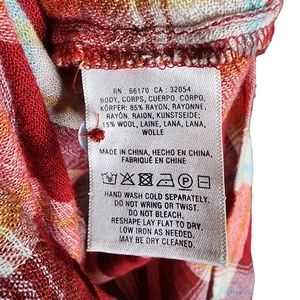 RN : 66170 CA : 32054
BODY, CORPS, CUERPO, CORPO,
KÖRPER: 85% RAYON, RAYONNE,
RAYÓN, RAION, KUNSTSEIDE;
15% WOOL, LAINE, LANA, LANA,
WOLLE
MADE IN CHINA, HECHO EN CHINA,
FABRIQUÉ EN CHINE
HAND WASH COLD SEPARATELY.
DO NOT WRING OR TWIST.
DO NOT BLEACH.
RESHAPE LAY FLAT TO DRY.
LOW IRON AS NEEDED.
MAY BE DRY CLEANED.